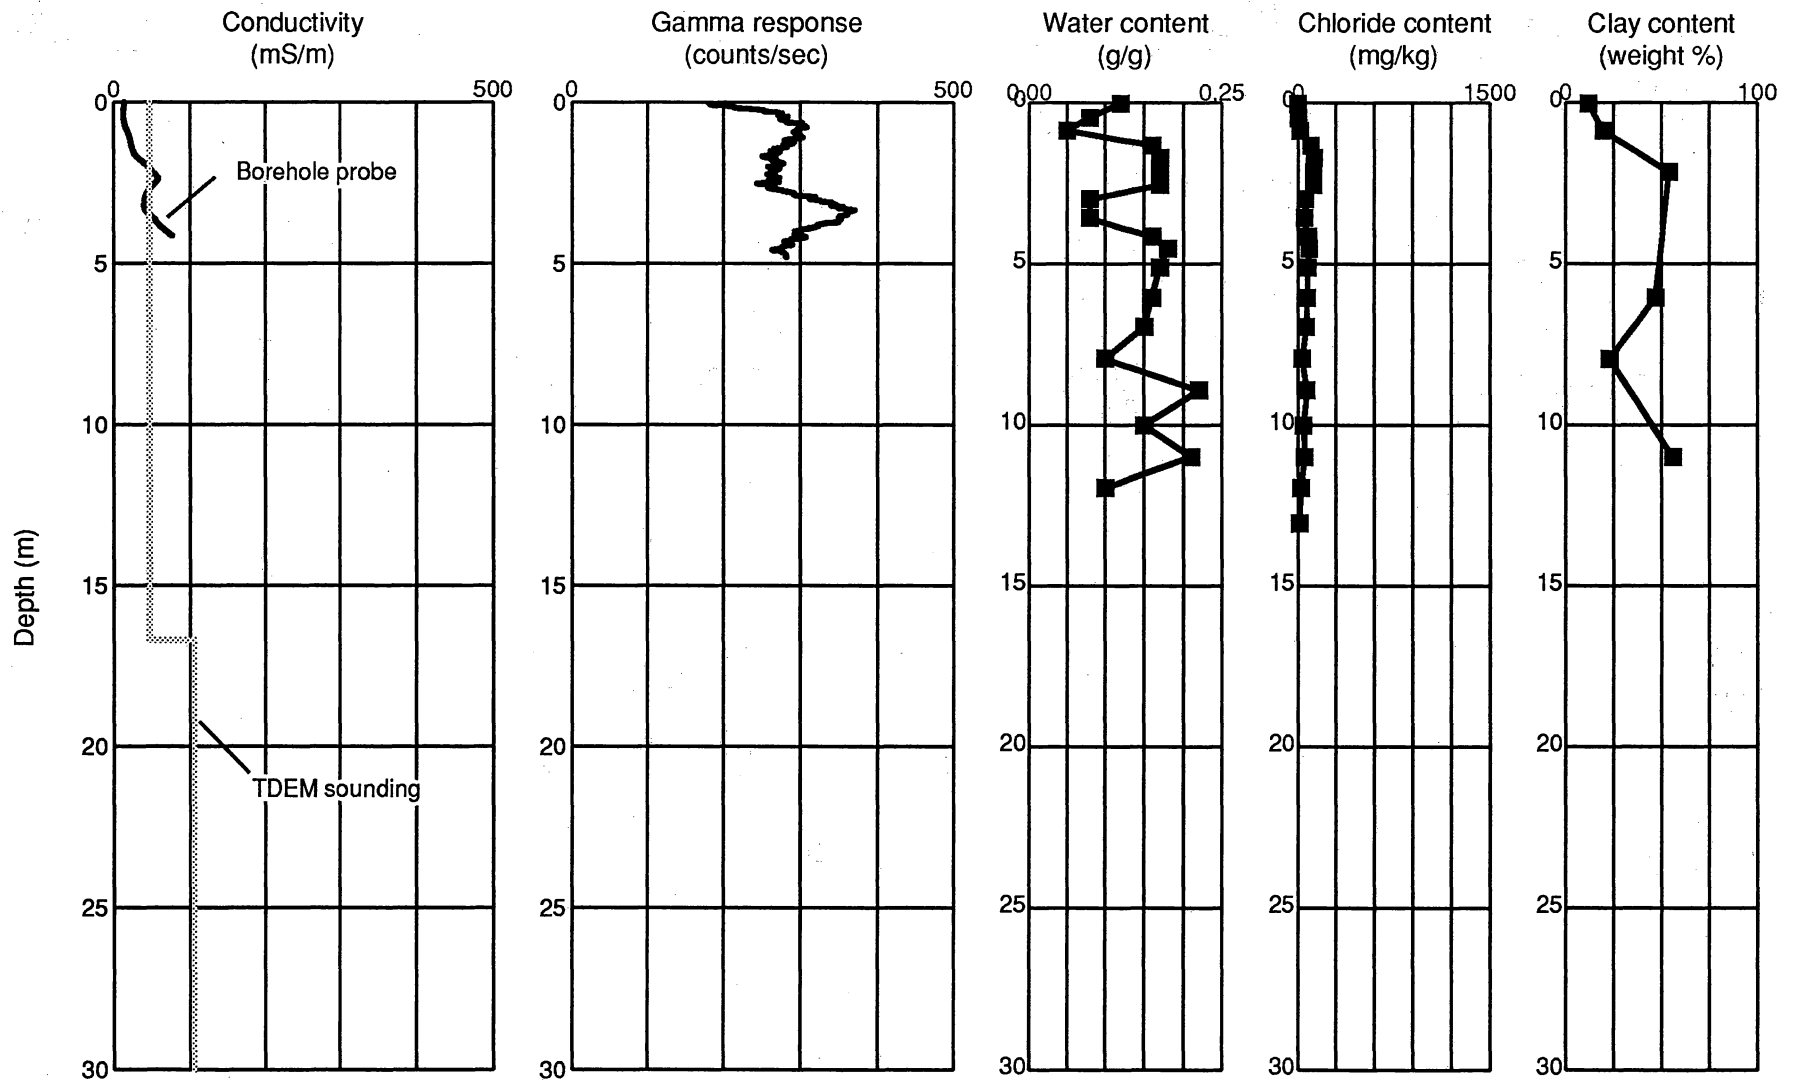 Conductivity
(mS/m)
Gamma response
(counts/sec)
Water content
(g/g)
Chloride content
(mg/kg)
Clay content
(weight %)
0 500
0 500
0.00 0.25
0 1500
0 100
0 0 0 0 0
Borehole probe
5 5 5 5 5
10 10 10 10 10
15 15 15 15 15
Depth (m)
20 20 20 20 20
TDEM sounding
25 25 25 25 25
30 30 30 30 30